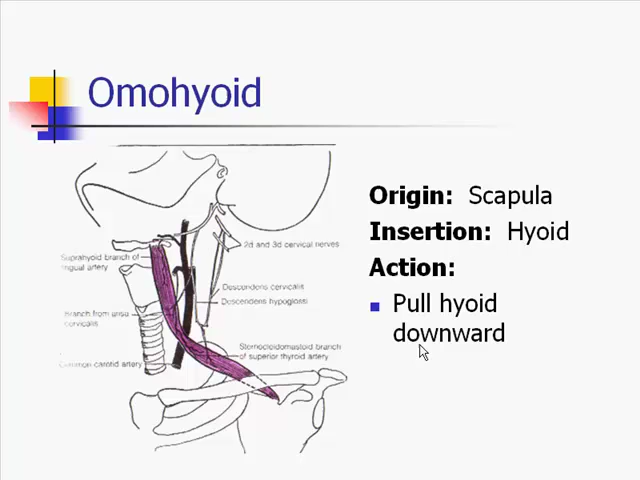 Omohyoid
Origin: Scapula
Insertion: Hyoid
Action:
Pull hyoid
downward
2d and 3d cervical nerves
Suprahyoid branch of
lingual artery
Descendens cervicalis
Descendens hypoglossi
Branch from ansa
cervicalis
Sternocleidomastoid branch
of superior thyroid artery
Common carotid artery